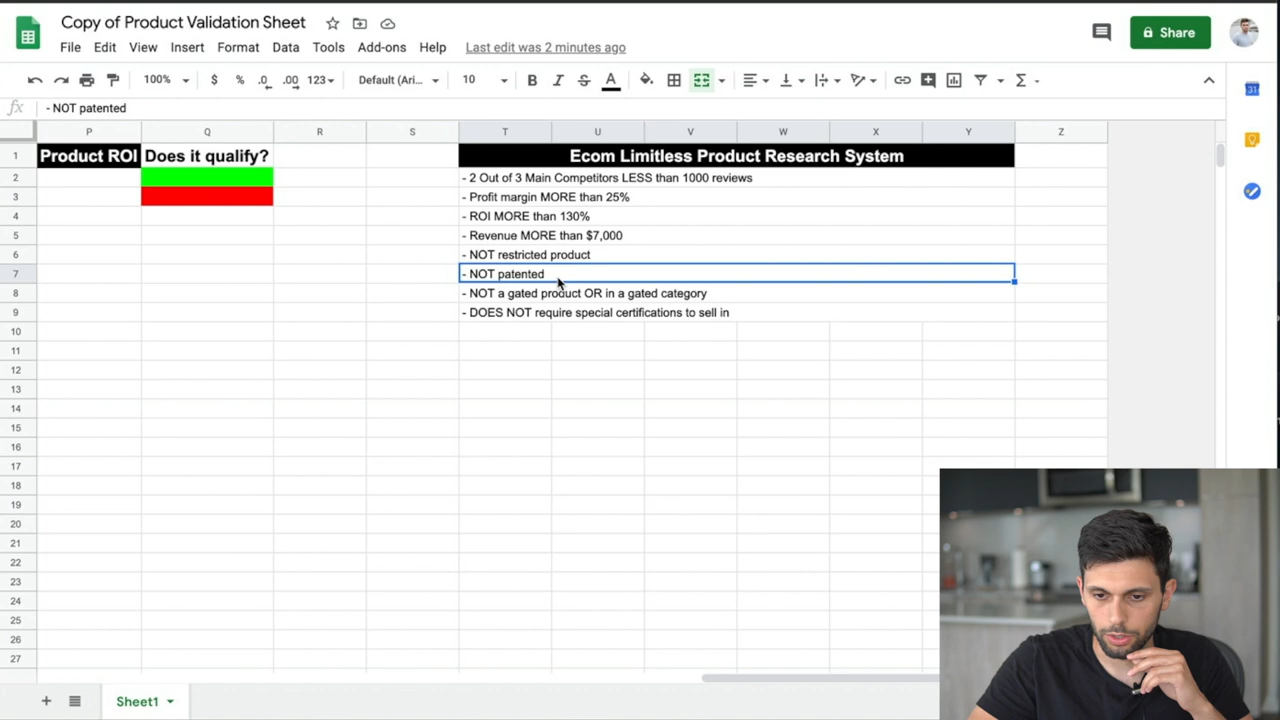 Copy of Product Validation Sheet
File Edit View Insert Format Data Tools Add-ons Help Last edit was 2 minutes ago
Share
100% $ % .0 .00 123 Default (Ari... 10 B I S A
31
fx - NOT patented
P Q R S T U V W X Y Z
1 Product ROI Does it qualify? Ecom Limitless Product Research System
2 - 2 Out of 3 Main Competitors LESS than 1000 reviews
3 - Profit margin MORE than 25%
4 - ROI MORE than 130%
5 - Revenue MORE than $7,000
6 - NOT restricted product
7 - NOT patented
8 - NOT a gated product OR in a gated category
9 - DOES NOT require special certifications to sell in
10
11
12
13
14
15
16
17
18
19
20
21
22
23
24
25
26
27
Sheet1